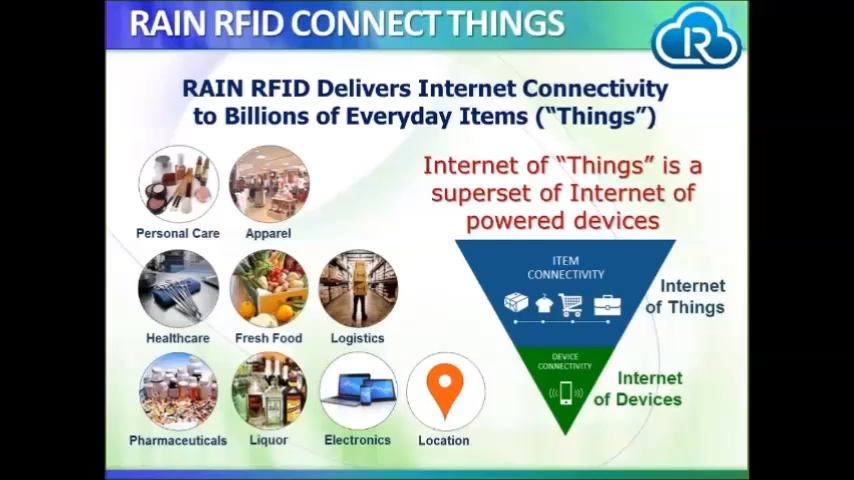 RAIN RFID CONNECT THINGS
R
RAIN RFID Delivers Internet Connectivity
to Billions of Everyday Items (“Things”)
Internet of “Things” is a
superset of Internet of
powered devices
Personal Care
Apparel
Healthcare
Fresh Food
Logistics
Pharmaceuticals
Liquor
Electronics
Location
ITEM
CONNECTIVITY
Internet
of Things
DEVICE
CONNECTIVITY
Internet
of Devices